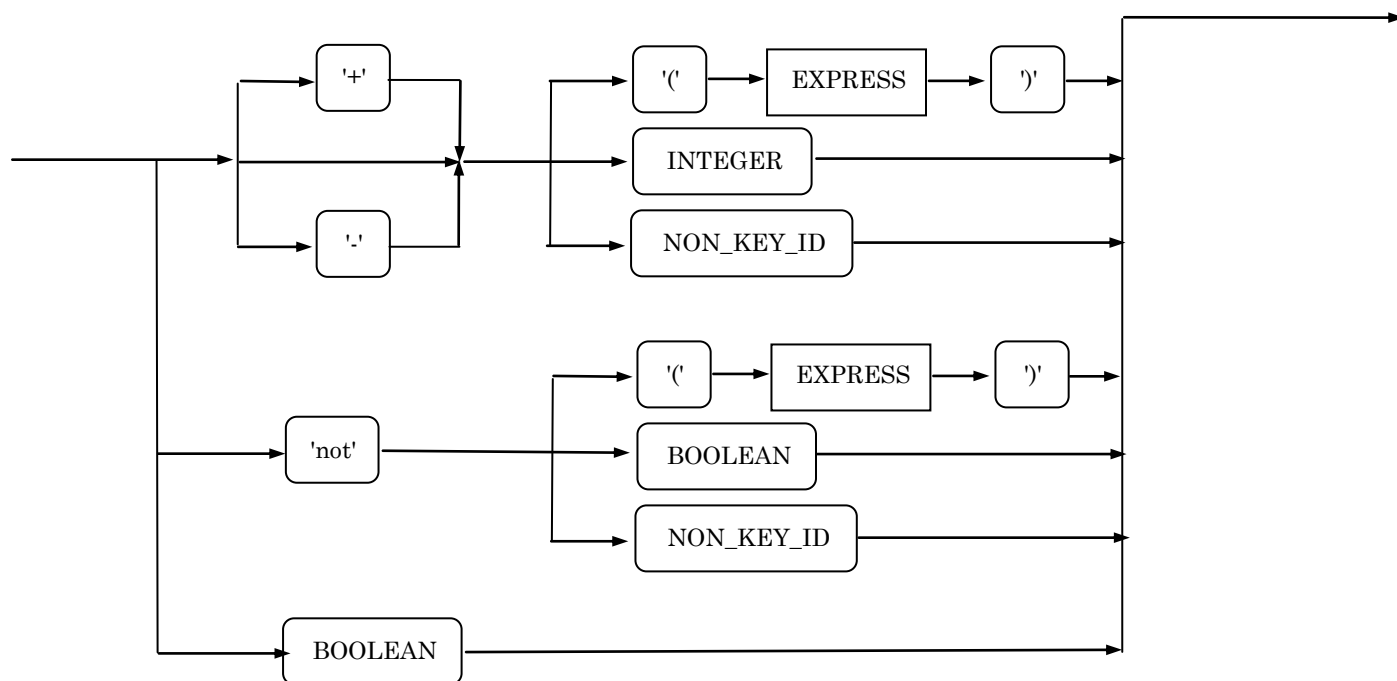 '+'
'('
EXPRESS
')'
INTEGER
'-'
NON_KEY_ID
'('
EXPRESS
')'
'not'
BOOLEAN
NON_KEY_ID
BOOLEAN